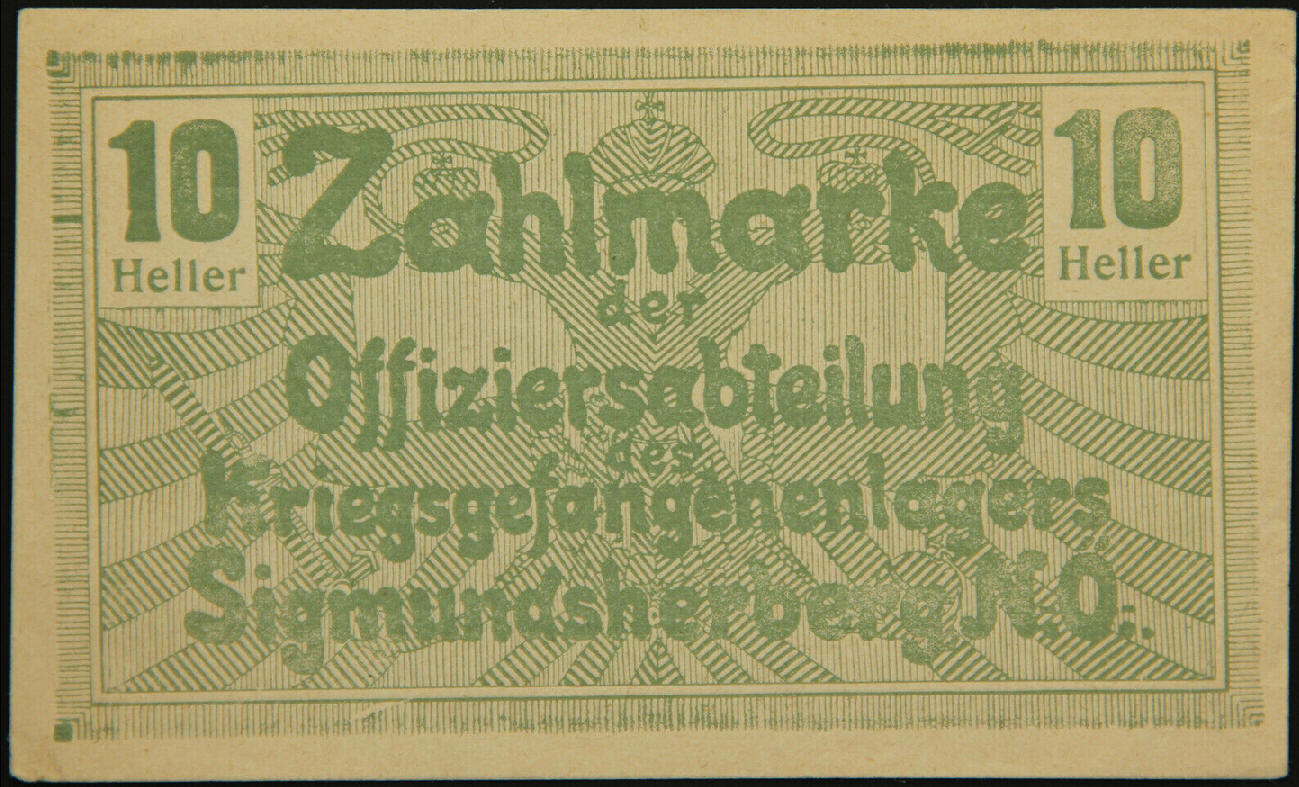 10 Zahlmarke 10
Heller Heller
der
Offiziersabteilung
des
Kriegsgefangenenlagers
Sigmundsherberg N.Ö..